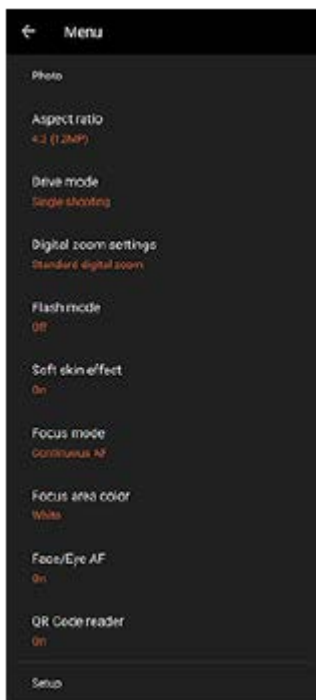 Menu
Photo
Aspect ratio
(12MP)
Drive mode
Single shooting
Digital zoom settings
Standard digital zoom
Flash mode
Off
Soft skin effect
On
Focus mode
Continuous AF
Focus area color
White
Face/Eye AF
On
QR Code reader
On
Setup